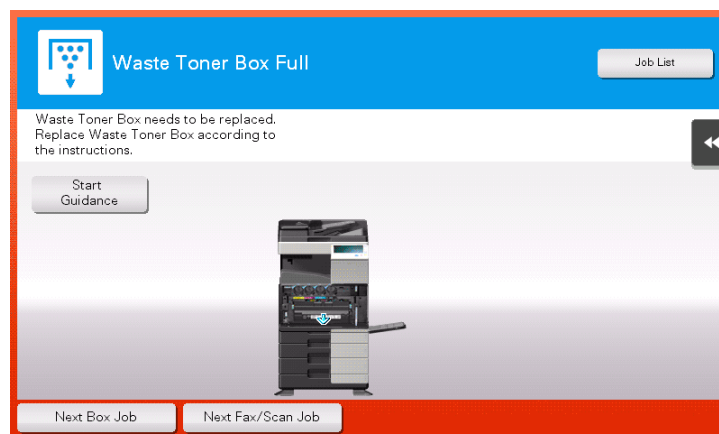 Waste Toner Box Full
Job List
Waste Toner Box needs to be replaced.
Replace Waste Toner Box according to
the instructions.
Start
Guidance
Next Box Job
Next Fax/Scan Job